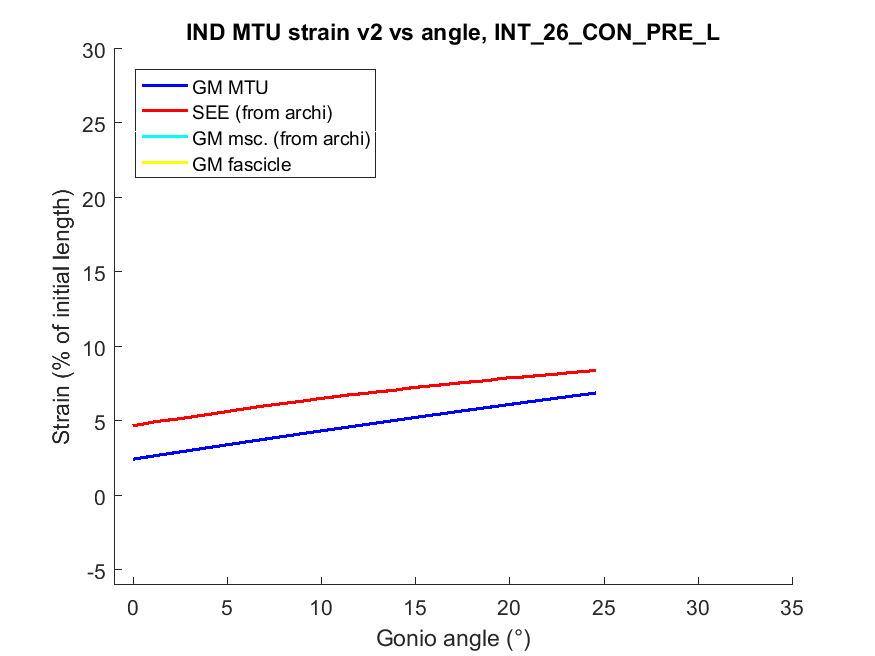 IND MTU strain v2 vs angle, INT_26_CON_PRE_L
30
25
20
15
10
5
0
-5
Strain (% of initial length)
GM MTU
SEE (from archi)
GM msc. (from archi)
GM fascicle
0 5 10 15 20 25 30 35
Gonio angle (°)